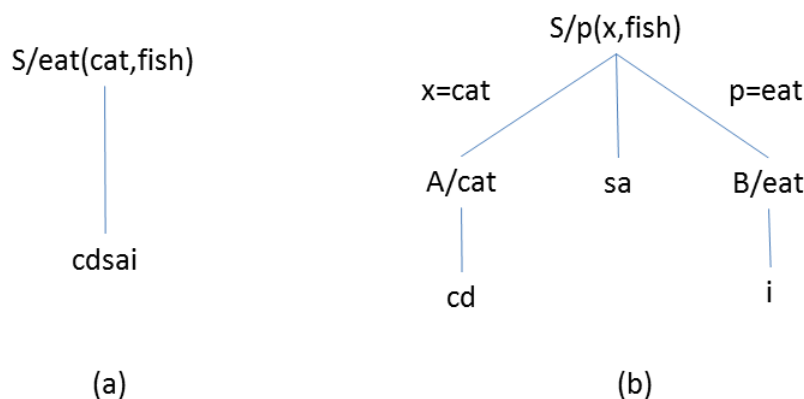 S/p(x,fish)
S/eat(cat,fish)
x=cat p=eat
A/cat sa B/eat
cdsai
cd i
(a) (b)